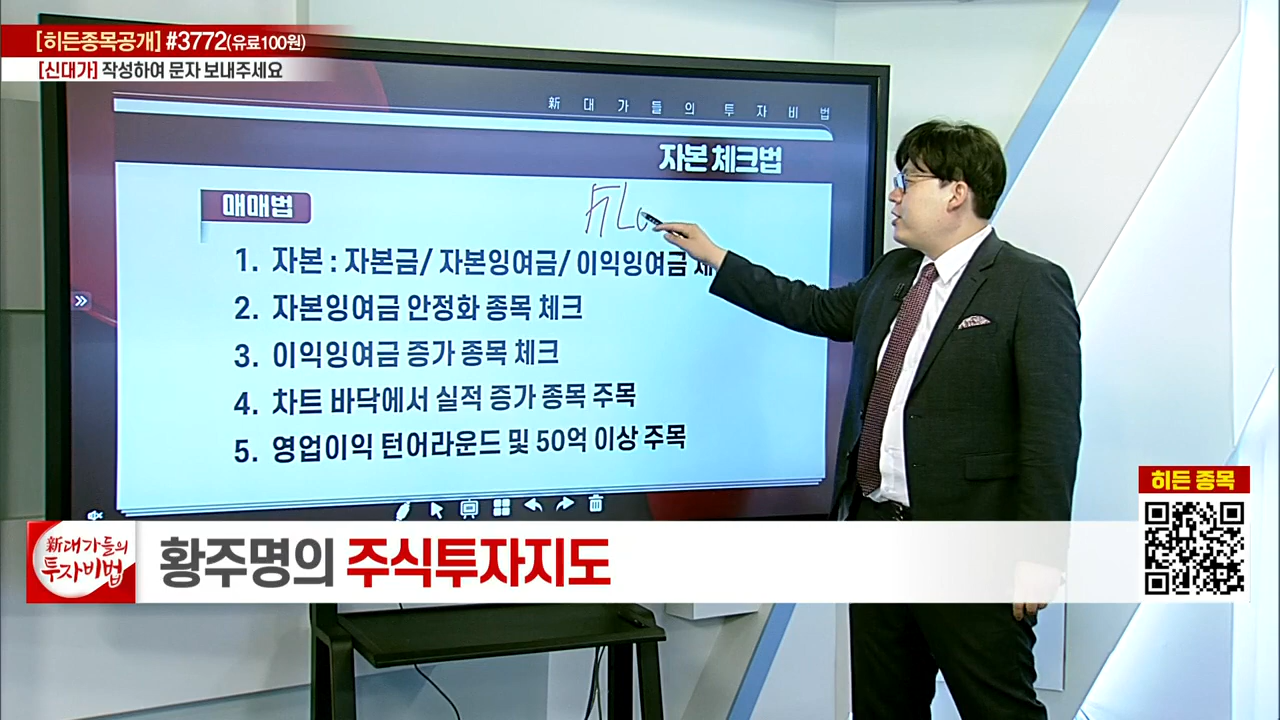 [히든종목공개] #3772(유료100원)
[신대가] 작성하여 문자 보내주세요
新 대 가 들 의 투 자 비 법
자본 체크법
매매법
1. 자본 : 자본금/ 자본잉여금/ 이익잉여금 체
2. 자본잉여금 안정화 종목 체크
3. 이익잉여금 증가 종목 체크
4. 차트 바닥에서 실적 증가 종목 주목
5. 영업이익 턴어라운드 및 50억 이상 주목
히든 종목
新대가들의
투자비법
황주명의 주식투자지도